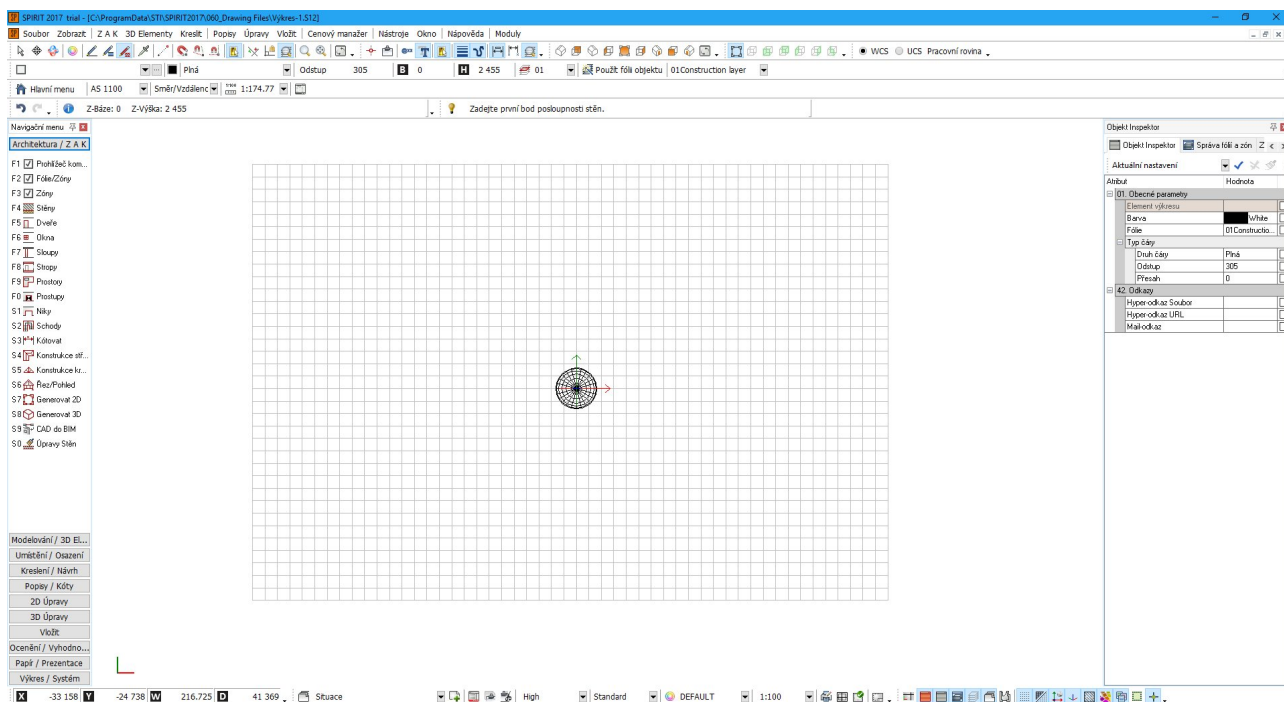 SPIRIT 2017 trial - [C:\ProgramData\STI\SPIRIT2017\060_Drawing Files\Výkres-1.S12]
Soubor Zobrazit Z A K 3D Elementy Kreslit Popisy Úpravy Vložit Cenový manažer Nástroje Okno Nápověda Moduly
WCS UCS Pracovní rovina
Plná Odstup 305 B 0 H 2 455 01 Použít fólii objektu 01Construction layer
Hlavní menu AS 1100 Směr/Vzdálenc 1:174.77
Z-Báze: 0 Z-Výška: 2 455 Zadejte první bod posloupnosti stěn.
Navigační menu
Architektura / Z A K
F1 Prohlížeč kom...
F2 Fólie/Zóny
F3 Zóny
F4 Stěny
F5 Dveře
F6 Okna
F7 Sloupy
F8 Stropy
F9 Prostory
F0 Prostupy
S1 Niky
S2 Schody
S3 Kótovat
S4 Konstrukce stř...
S5 Konstrukce kr...
S6 Řez/Pohled
S7 Generovat 2D
S8 Generovat 3D
S9 CAD do BIM
S0 Úpravy Stěn
Modelování / 3D El...
Umístění / Osazení
Kreslení / Návrh
Popisy / Kóty
2D Úpravy
3D Úpravy
Vložit
Ocenění / Vyhodno...
Papír / Prezentace
Výkres / Systém
Objekt Inspektor
Objekt Inspektor Správa fólií a zón Z
Aktuální nastavení
Atribut Hodnota
01. Obecné parametry
Element výkresu
Barva White
Fólie 01Constructio...
Typ čáry
Druh čáry Plná
Odstup 305
Přesah 0
42. Odkazy
Hyper-odkaz Soubor
Hyper-odkaz URL
Mail-odkaz
X -33 158 Y -24 738 W 216.725 D 41 369 Situace High Standard DEFAULT 1:100